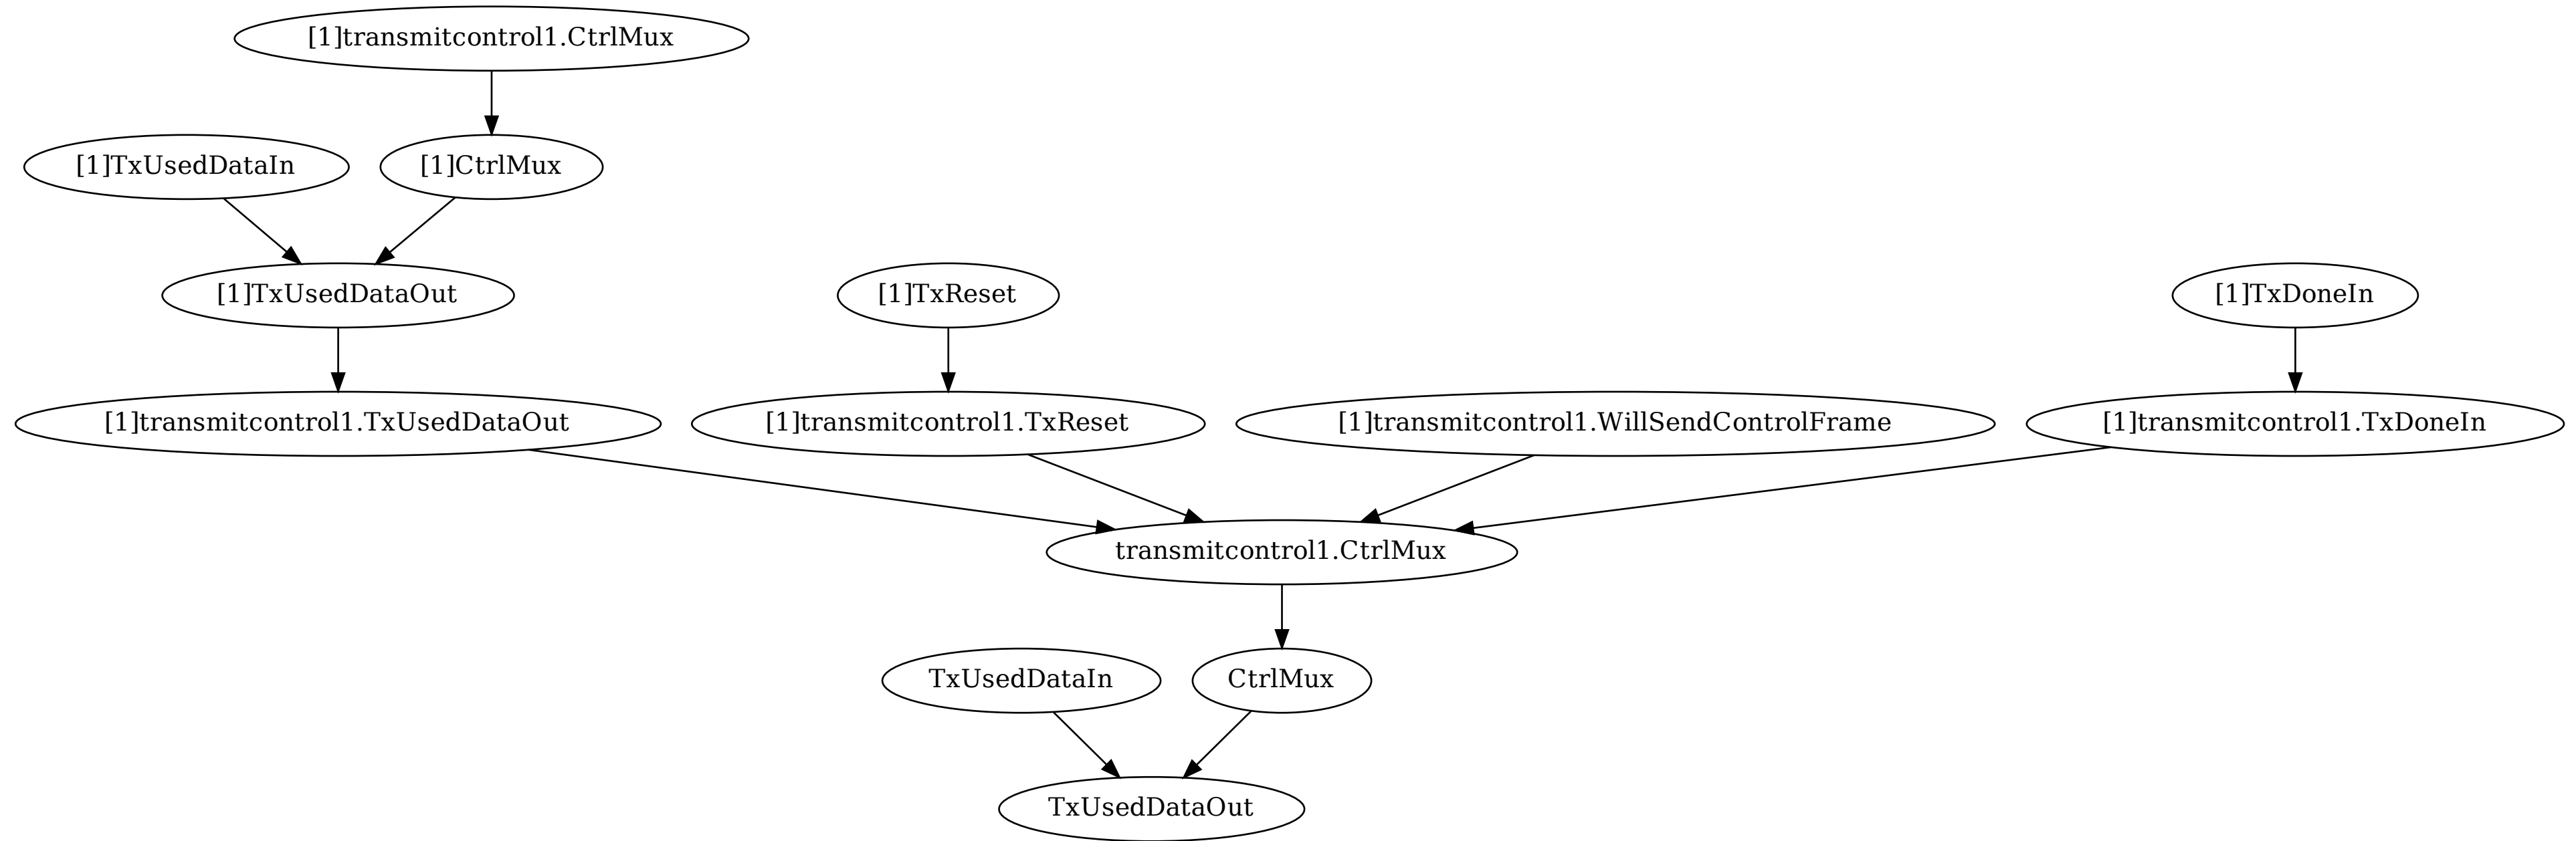 [1]transmitcontrol1.CtrlMux
[1]TxUsedDataIn
[1]CtrlMux
[1]TxUsedDataOut
[1]TxReset
[1]TxDoneIn
[1]transmitcontrol1.TxUsedDataOut
[1]transmitcontrol1.TxReset
[1]transmitcontrol1.WillSendControlFrame
[1]transmitcontrol1.TxDoneIn
transmitcontrol1.CtrlMux
TxUsedDataIn
CtrlMux
TxUsedDataOut